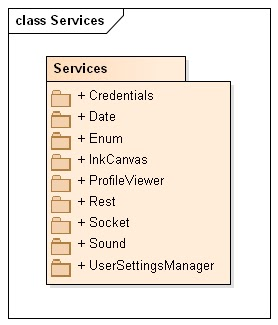 class Services
Services
+ Credentials
+ Date
+ Enum
+ InkCanvas
+ ProfileViewer
+ Rest
+ Socket
+ Sound
+ UserSettingsManager